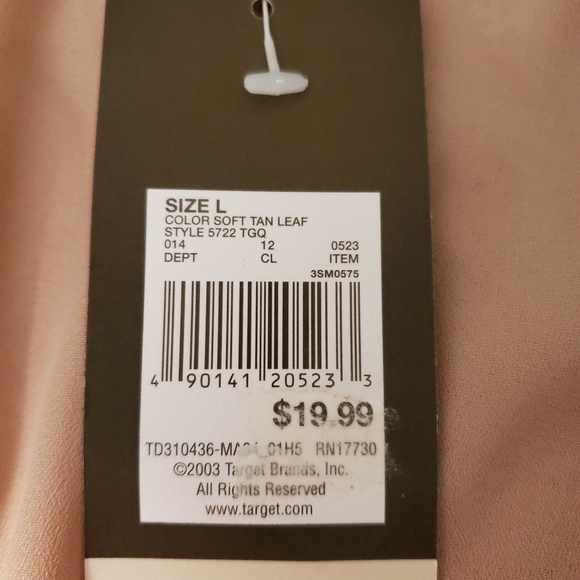 SIZE L
COLOR SOFT TAN LEAF
STYLE 5722 TGQ
014 12 0523
DEPT CL ITEM
3SM0575
4 90141 20523 3
$19.99
RN17730
©2003 Target Brands, Inc.
All Rights Reserved
www.target.com